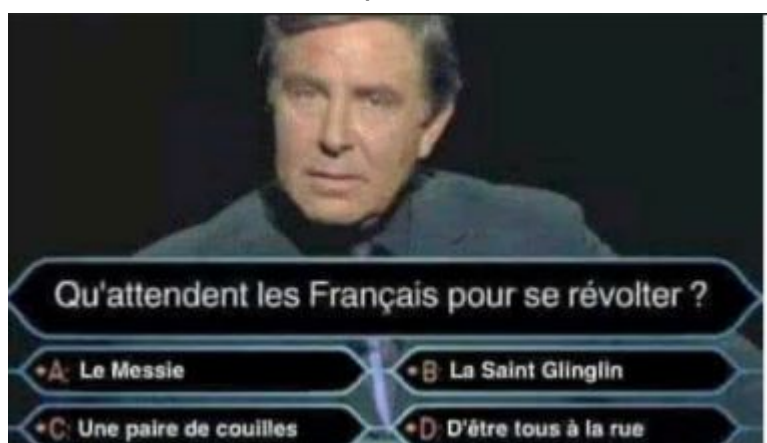 Qu'attendent les Français pour se révolter ?
A: Le Messie
B: La Saint Glinglin
C: Une paire de couilles
D: D'être tous à la rue